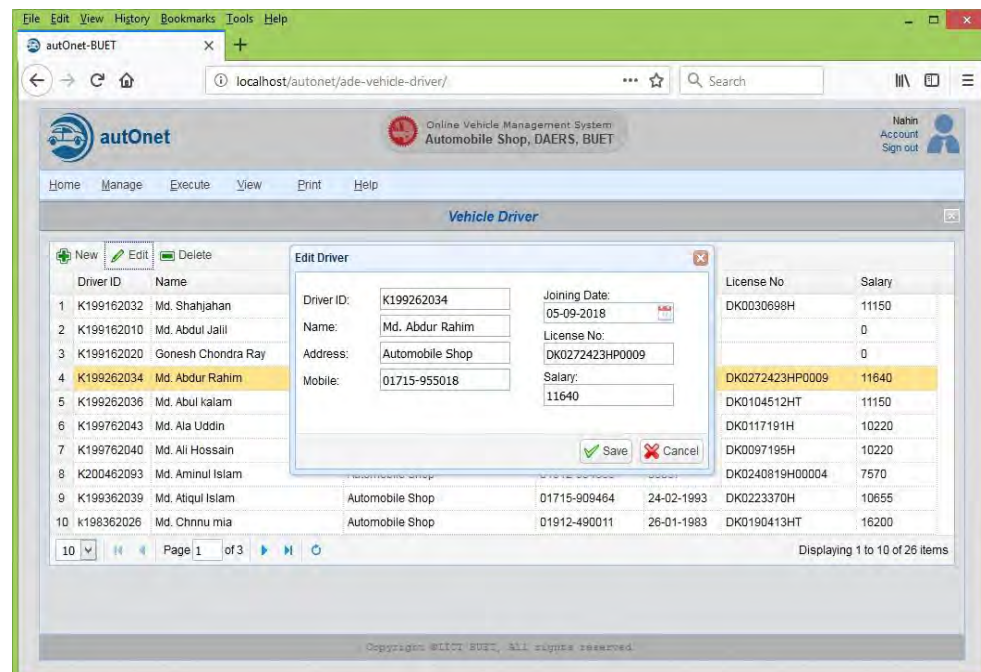 File Edit View History Bookmarks Tools Help
autOnet-BUET
localhost/autonet/ade-vehicle-driver/
Search
autOnet
Online Vehicle Management System
Automobile Shop, DAERS, BUET
Nahin
Account
Sign out
Home Manage Execute View Print Help
Vehicle Driver
New Edit Delete
Driver ID Name License No Salary
1 K199162032 Md. Shahjahan DK0030698H 11150
2 K199162010 Md. Abdul Jalil 0
3 K199162020 Gonesh Chondra Ray 0
4 K199262034 Md. Abdur Rahim DK0272423HP0009 11640
5 K199262036 Md. Abul kalam DK0104512HT 11150
6 K199762043 Md. Ala Uddin DK0117191H 10220
7 K199762040 Md. Ali Hossain DK0097195H 10220
8 K200462093 Md. Aminul Islam DK0240819H00004 7570
9 K199362039 Md. Atiqul Islam Automobile Shop 01715-909464 24-02-1993 DK0223370H 10655
10 k198362026 Md. Chnnu mia Automobile Shop 01912-490011 26-01-1983 DK0190413HT 16200
Edit Driver
Driver ID: K199262034
Name: Md. Abdur Rahim
Address: Automobile Shop
Mobile: 01715-955018
Joining Date:
05-09-2018
License No:
DK0272423HP0009
Salary:
11640
Save Cancel
10 Page 1 of 3 Displaying 1 to 10 of 26 items
Copyright ©IICT BUET, All rights reserved